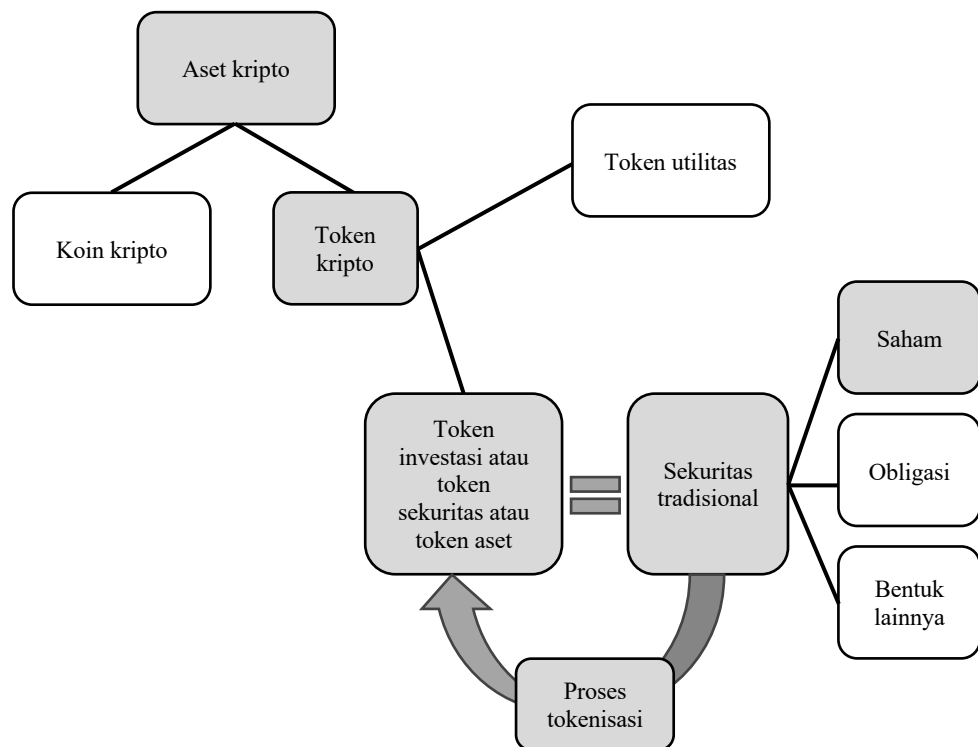 Aset kripto
Token utilitas
Koin kripto
Token
kripto
Saham
Token
investasi atau
token
sekuritas atau
token aset
Sekuritas
tradisional
Obligasi
Bentuk
lainnya
Proses
tokenisasi